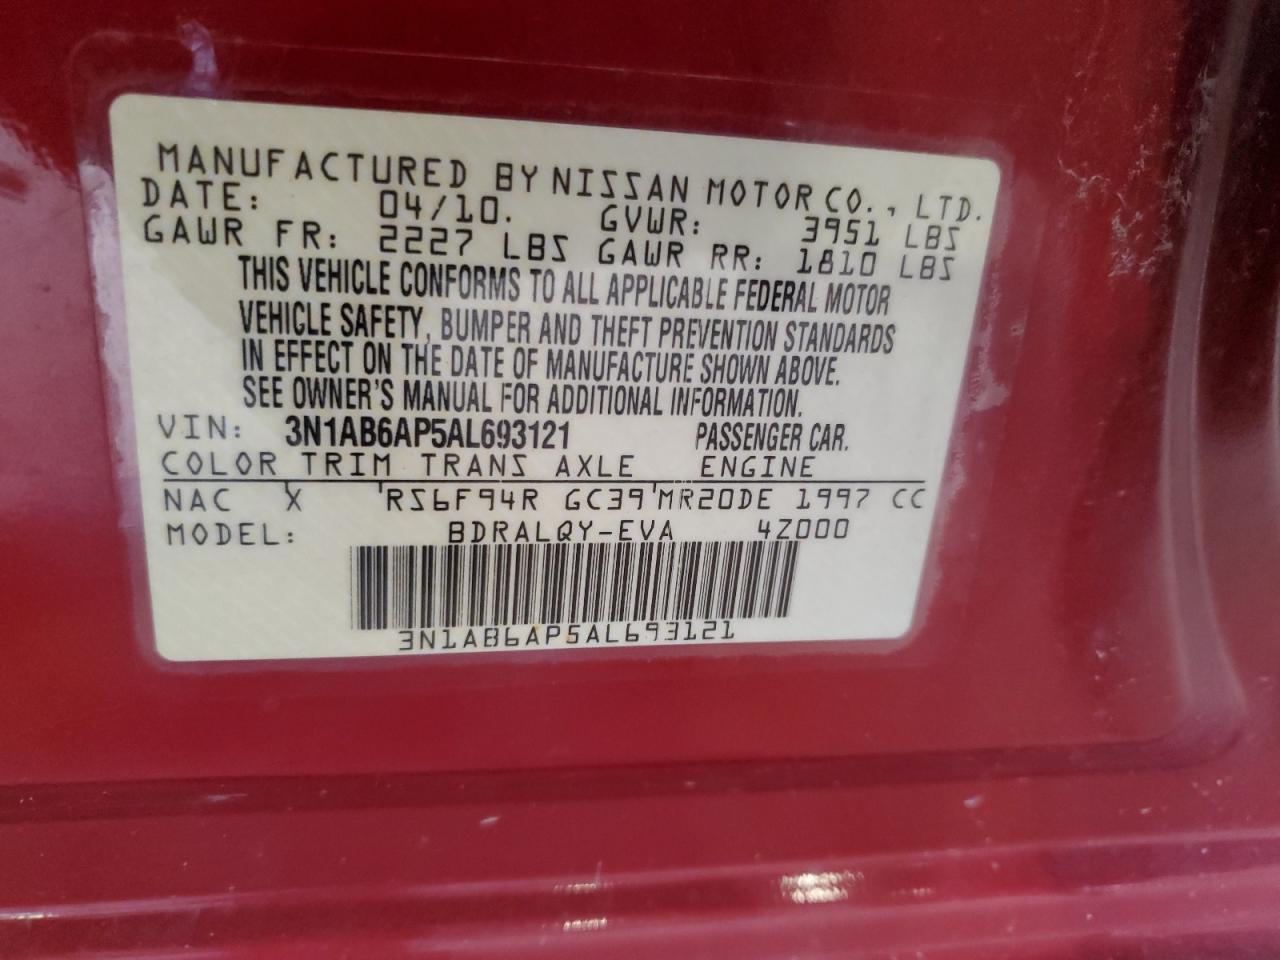 MANUFACTURED BY NISSAN MOTOR CO., LTD.
DATE: 04/10. GVWR: 3951 LBS
GAWR FR: 2227 LBS GAWR RR: 1810 LBS
THIS VEHICLE CONFORMS TO ALL APPLICABLE FEDERAL MOTOR
VEHICLE SAFETY, BUMPER AND THEFT PREVENTION STANDARDS
IN EFFECT ON THE DATE OF MANUFACTURE SHOWN ABOVE.
SEE OWNER'S MANUAL FOR ADDITIONAL INFORMATION.
VIN: 3N1AB6AP5AL693121 PASSENGER CAR.
COLOR TRIM TRANS AXLE ENGINE
NAC X RS6F94R GC39 MR20DE 1997 CC
MODEL: BDRALQY-EVA 4Z000
3N1AB6AP5AL693121